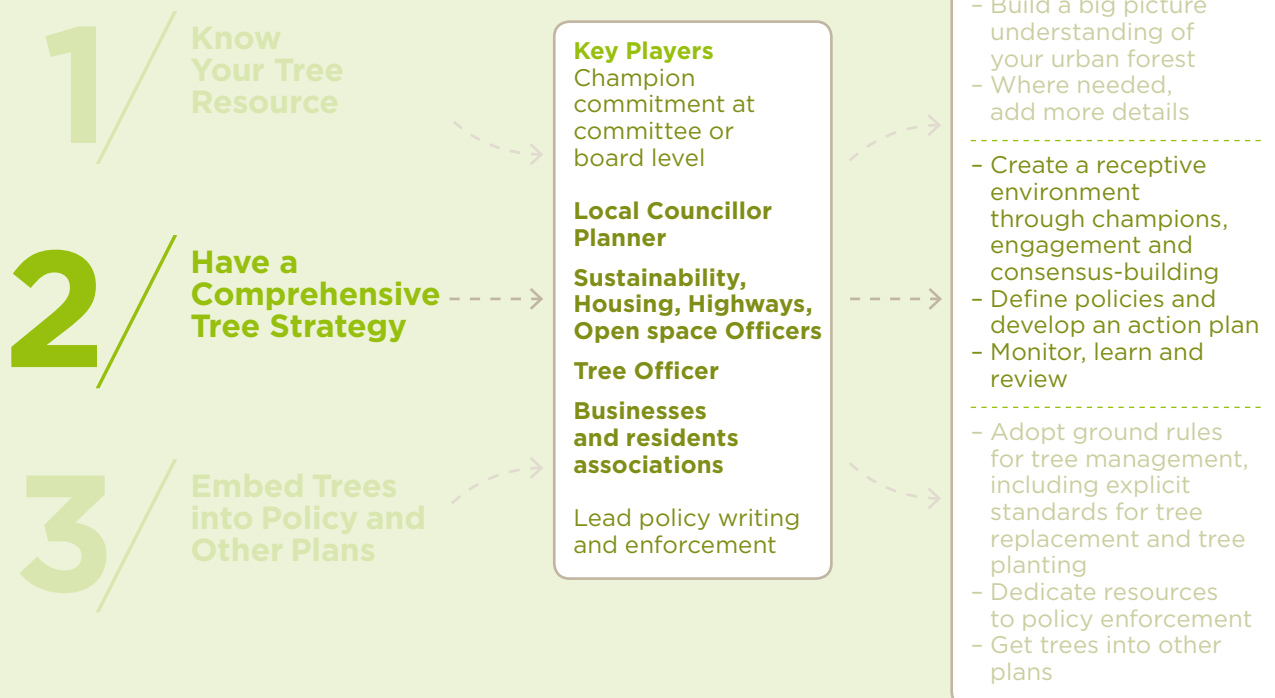 1
Know
Your Tree
Resource
2
Have a
Comprehensive
Tree Strategy
3
Embed Trees
into Policy and
Other Plans
Key Players
Champion
commitment at
committee or
board level
Local Councillor
Planner
Sustainability,
Housing, Highways,
Open space Officers
Tree Officer
Businesses
and residents
associations
Lead policy writing
and enforcement
– Build a big picture
understanding of
your urban forest
– Where needed,
add more details
– Create a receptive
environment
through champions,
engagement and
consensus-building
– Define policies and
develop an action plan
– Monitor, learn and
review
– Adopt ground rules
for tree management,
including explicit
standards for tree
replacement and tree
planting
– Dedicate resources
to policy enforcement
– Get trees into other
plans